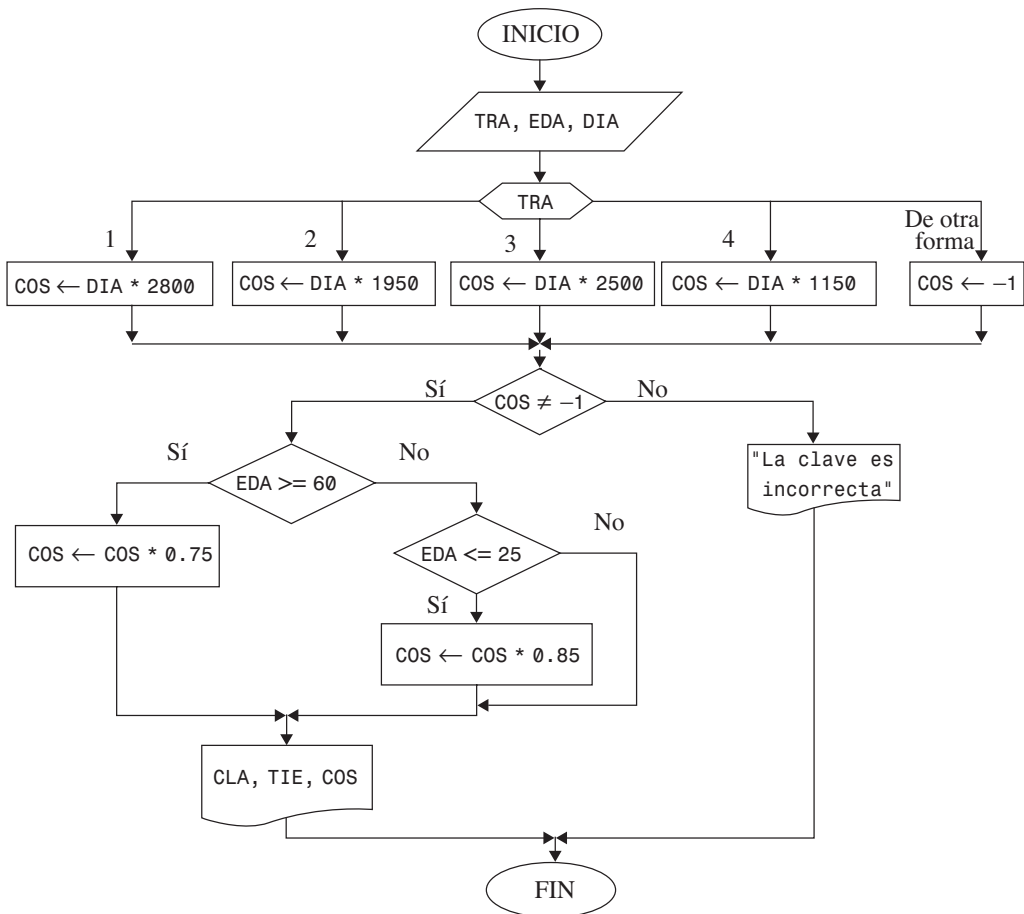 INICIO
TRA, EDA, DIA
TRA
1
2
3
4
De otra
forma
COS ← DIA * 2800
COS ← DIA * 1950
COS ← DIA * 2500
COS ← DIA * 1150
COS ← −1
Sí
COS ≠ −1
No
Sí
EDA >= 60
No
"La clave es
incorrecta"
COS ← COS * 0.75
EDA <= 25
No
Sí
COS ← COS * 0.85
CLA, TIE, COS
FIN